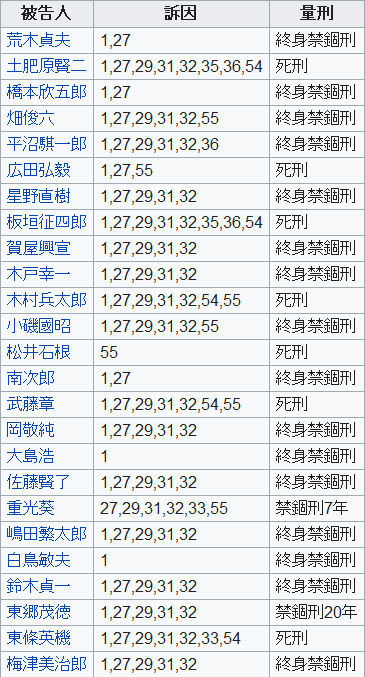 被告人 訴因 量刑
荒木貞夫 1,27 終身禁錮刑
土肥原賢二 1,27,29,31,32,35,36,54 死刑
橋本欣五郎 1,27 終身禁錮刑
畑俊六 1,27,29,31,32,55 終身禁錮刑
平沼騏一郎 1,27,29,31,32,36 終身禁錮刑
広田弘毅 1,27,55 死刑
星野直樹 1,27,29,31,32 終身禁錮刑
板垣征四郎 1,27,29,31,32,35,36,54 死刑
賀屋興宣 1,27,29,31,32 終身禁錮刑
木戸幸一 1,27,29,31,32 終身禁錮刑
木村兵太郎 1,27,29,31,32,54,55 死刑
小磯國昭 1,27,29,31,32,55 終身禁錮刑
松井石根 55 死刑
南次郎 1,27 終身禁錮刑
武藤章 1,27,29,31,32,54,55 死刑
岡敬純 1,27,29,31,32 終身禁錮刑
大島浩 1 終身禁錮刑
佐藤賢了 1,27,29,31,32 終身禁錮刑
重光葵 27,29,31,32,33,55 禁錮刑7年
嶋田繁太郎 1,27,29,31,32 終身禁錮刑
白鳥敏夫 1 終身禁錮刑
鈴木貞一 1,27,29,31,32 終身禁錮刑
東郷茂徳 1,27,29,31,32 禁錮刑20年
東條英機 1,27,29,31,32,33,54 死刑
梅津美治郎 1,27,29,31,32 終身禁錮刑